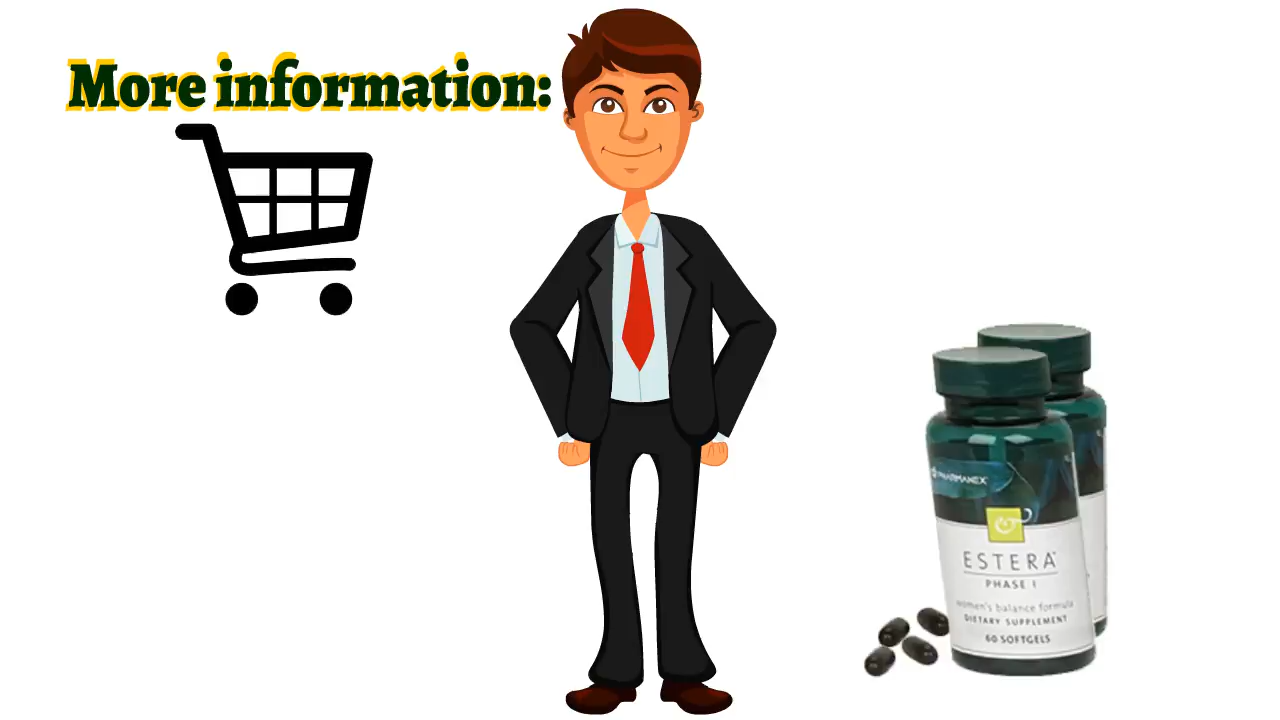 More information:
PHARMANEX
ESTERA
PHASE I
women's balance formula
DIETARY SUPPLEMENT
60 SOFTGELS